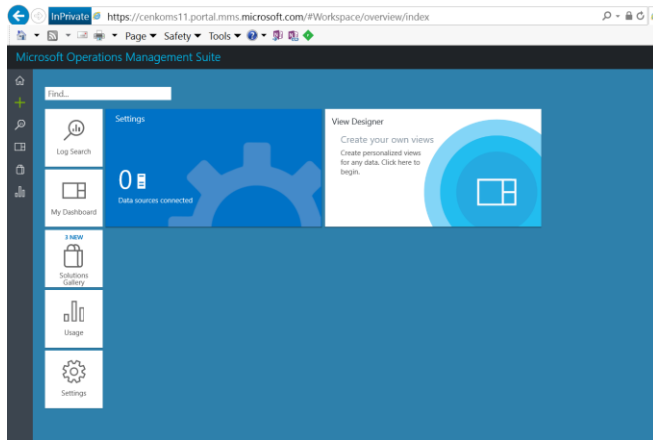 InPrivate https://cenkoms11.portal.mms.microsoft.com/#Workspace/overview/index
Page Safety Tools
Microsoft Operations Management Suite
Find...
Log Search
My Dashboard
3 NEW
Solutions
Gallery
Usage
Settings
Settings
0
Data sources connected
View Designer
Create your own views
Create personalized views
for any data. Click here to
begin.